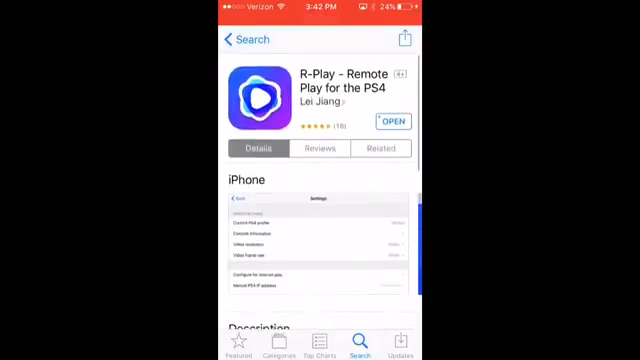 Verizon 3:42 PM 24%
Search
R-Play - Remote
Play for the PS4
4+
Lei Jiang
(16)
OPEN
Details Reviews Related
iPhone
Back Settings
Current PS4 profile
Controls information
Video resolution
Video frame rate
Configure for internet play
Manual PS4 IP address
Description
Featured Categories Top Charts Search Updates